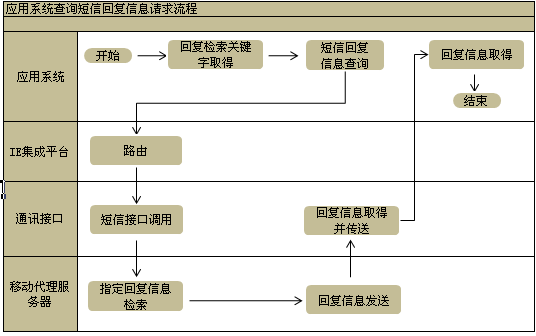 应用系统查询短信回复信息请求流程
应用系统
开始
回复检索关键
字取得
短信回复
信息查询
回复信息取得
结束
IE集成平台
路由
通讯接口
短信接口调用
回复信息取得
并传送
移动代理服
务器
指定回复信息
检索
回复信息发送